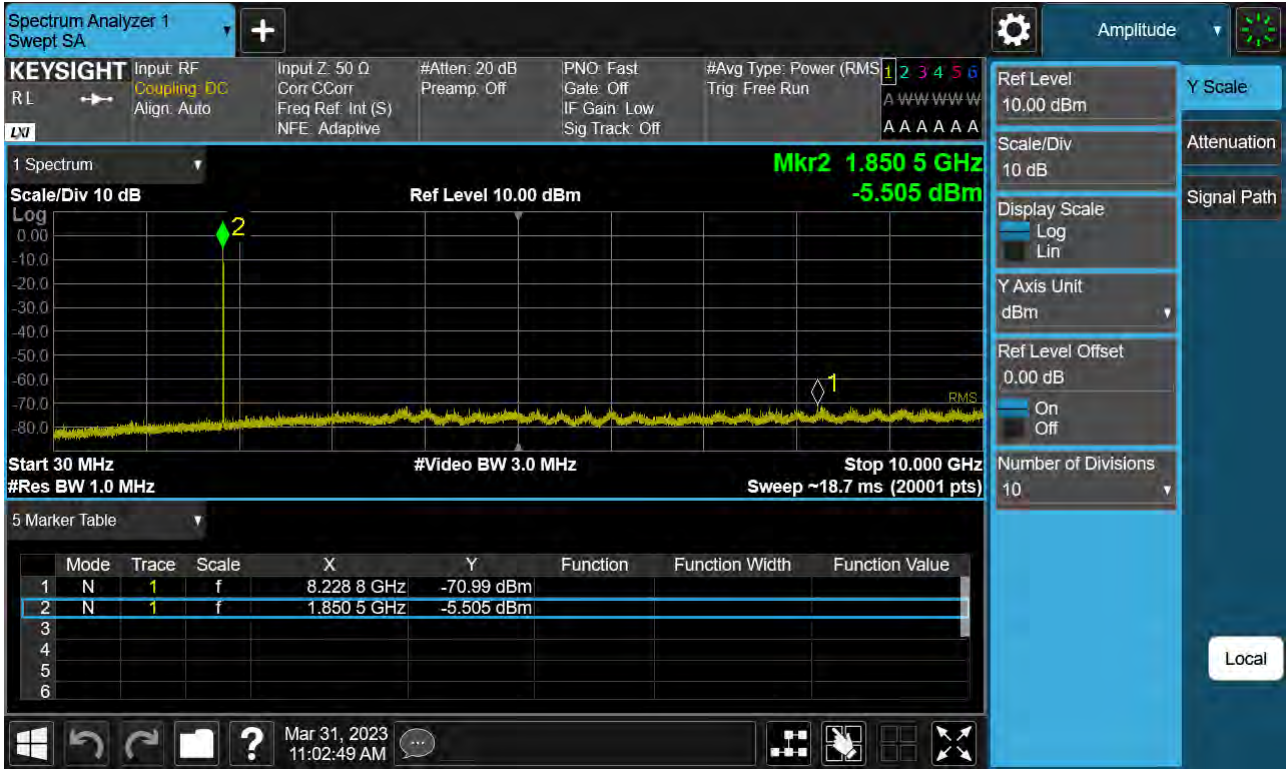 Spectrum Analyzer 1
Swept SA
+
Amplitude
KEYSIGHT
R L
LXI
Input: RF
Coupling: DC
Align: Auto
Input Z: 50 Ω
Corr CCorr
Freq Ref: Int (S)
NFE: Adaptive
#Atten: 20 dB
Preamp: Off
PNO: Fast
Gate: Off
IF Gain: Low
Sig Track: Off
#Avg Type: Power (RMS
Trig: Free Run
1 2 3 4 5 6
A W W W W W
A A A A A A
1 Spectrum
Mkr2 1.850 5 GHz
Scale/Div 10 dB
Ref Level 10.00 dBm
-5.505 dBm
Log
0.00
-10.0
-20.0
-30.0
-40.0
-50.0
-60.0
-70.0
-80.0
2
1
RMS
Start 30 MHz
#Video BW 3.0 MHz
Stop 10.000 GHz
#Res BW 1.0 MHz
Sweep ~18.7 ms (20001 pts)
5 Marker Table
Mode Trace Scale X Y Function Function Width Function Value
1 N 1 f 8.228 8 GHz -70.99 dBm
2 N 1 f 1.850 5 GHz -5.505 dBm
3
4
5
6
Ref Level
10.00 dBm
Scale/Div
10 dB
Display Scale
Log
Lin
Y Axis Unit
dBm
Ref Level Offset
0.00 dB
On
Off
Number of Divisions
10
Y Scale
Attenuation
Signal Path
Local
?
Mar 31, 2023
11:02:49 AM